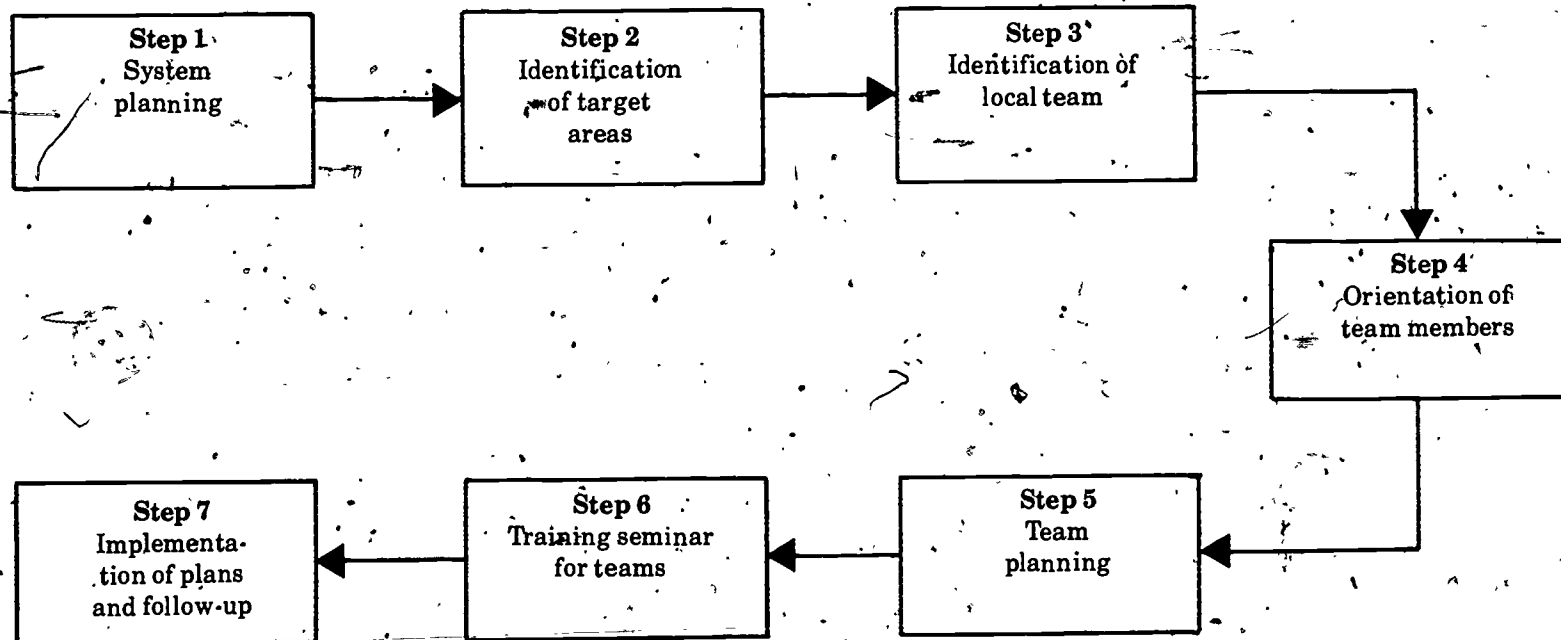 Step 1
System
planning
Step 2
Identification
of target
areas
Step 3
Identification of
local team
Step 4
Orientation of
team members
Step 5
Team
planning
Step 6
Training seminar
for teams
Step 7
Implementa-
tion of plans
and follow-up